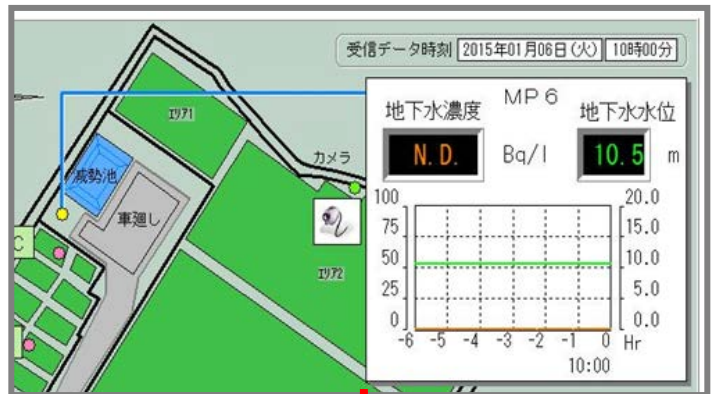 受信データ時刻 2015年01月06日(火) 10時00分
MP6
地下水濃度 地下水水位
N.D. Bq/l 10.5 m
エリア1
カメラ
減勢池
車廻し
C
エリア2
100 20.0
75 15.0
50 10.0
25 5.0
0 0.0
-6 -5 -4 -3 -2 -1 0 Hr
10:00